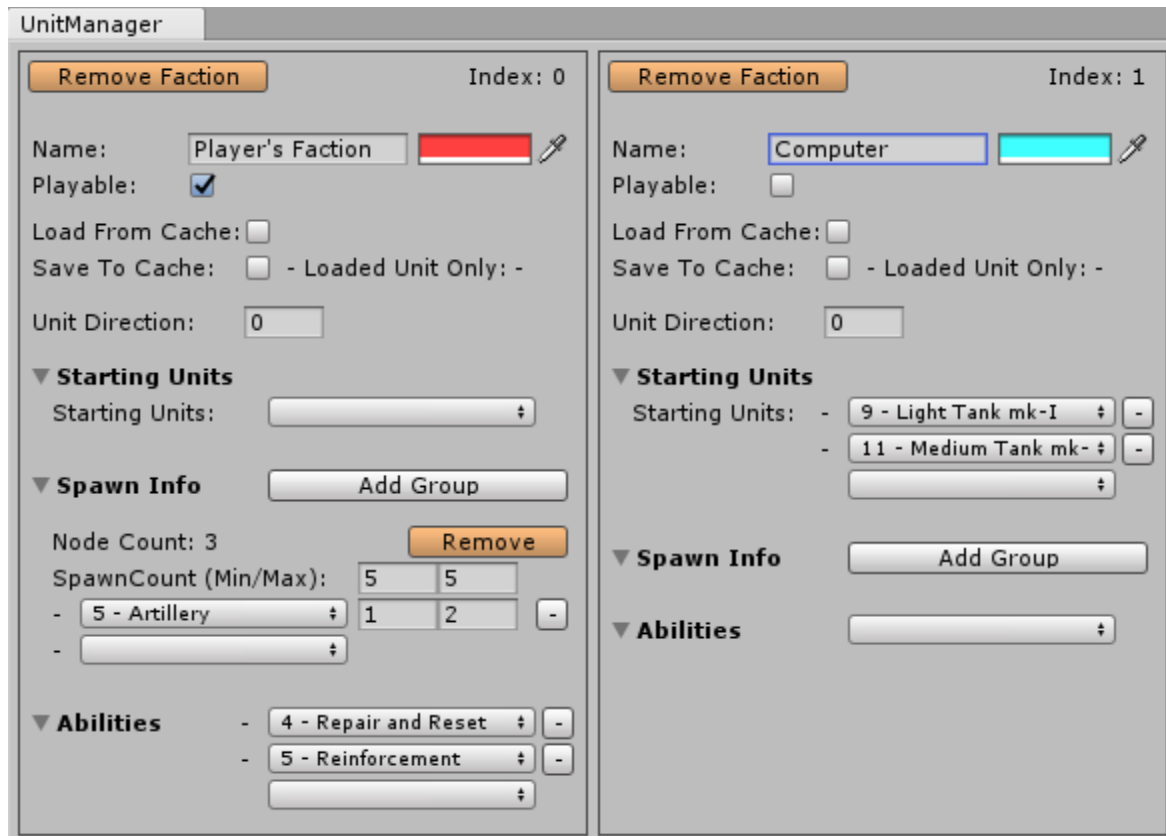 UnitManager
Remove Faction Index: 0
Name: Player's Faction
Playable:
Load From Cache:
Save To Cache: - Loaded Unit Only: -
Unit Direction: 0
Starting Units
Starting Units:
Spawn Info Add Group
Node Count: 3 Remove
SpawnCount (Min/Max): 5 5
- 5 - Artillery 1 2 -
-
Abilities - 4 - Repair and Reset -
- 5 - Reinforcement -
Remove Faction Index: 1
Name: Computer
Playable:
Load From Cache:
Save To Cache: - Loaded Unit Only: -
Unit Direction: 0
Starting Units
Starting Units: - 9 - Light Tank mk-I -
- 11 - Medium Tank mk- -
Spawn Info Add Group
Abilities